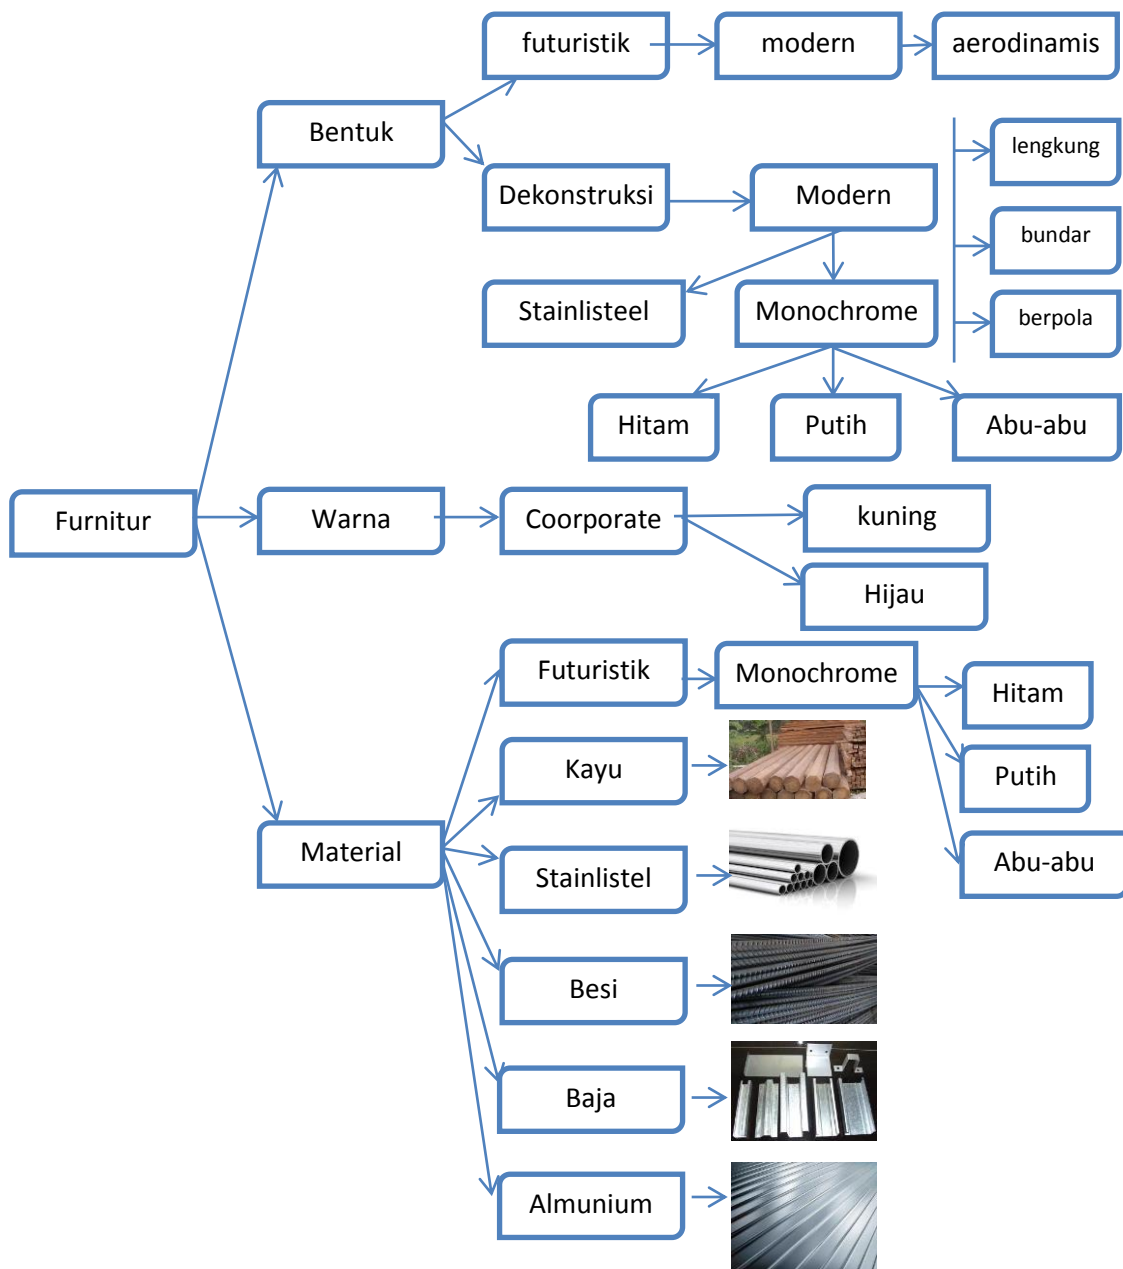 futuristik
modern
aerodinamis
Bentuk
lengkung
Dekonstruksi
Modern
bundar
Stainlisteel
Monochrome
berpola
Hitam
Putih
Abu-abu
Furnitur
Warna
Coorporate
kuning
Hijau
Futuristik
Monochrome
Hitam
Kayu
Putih
Material
Stainlistel
Abu-abu
Besi
Baja
Almunium